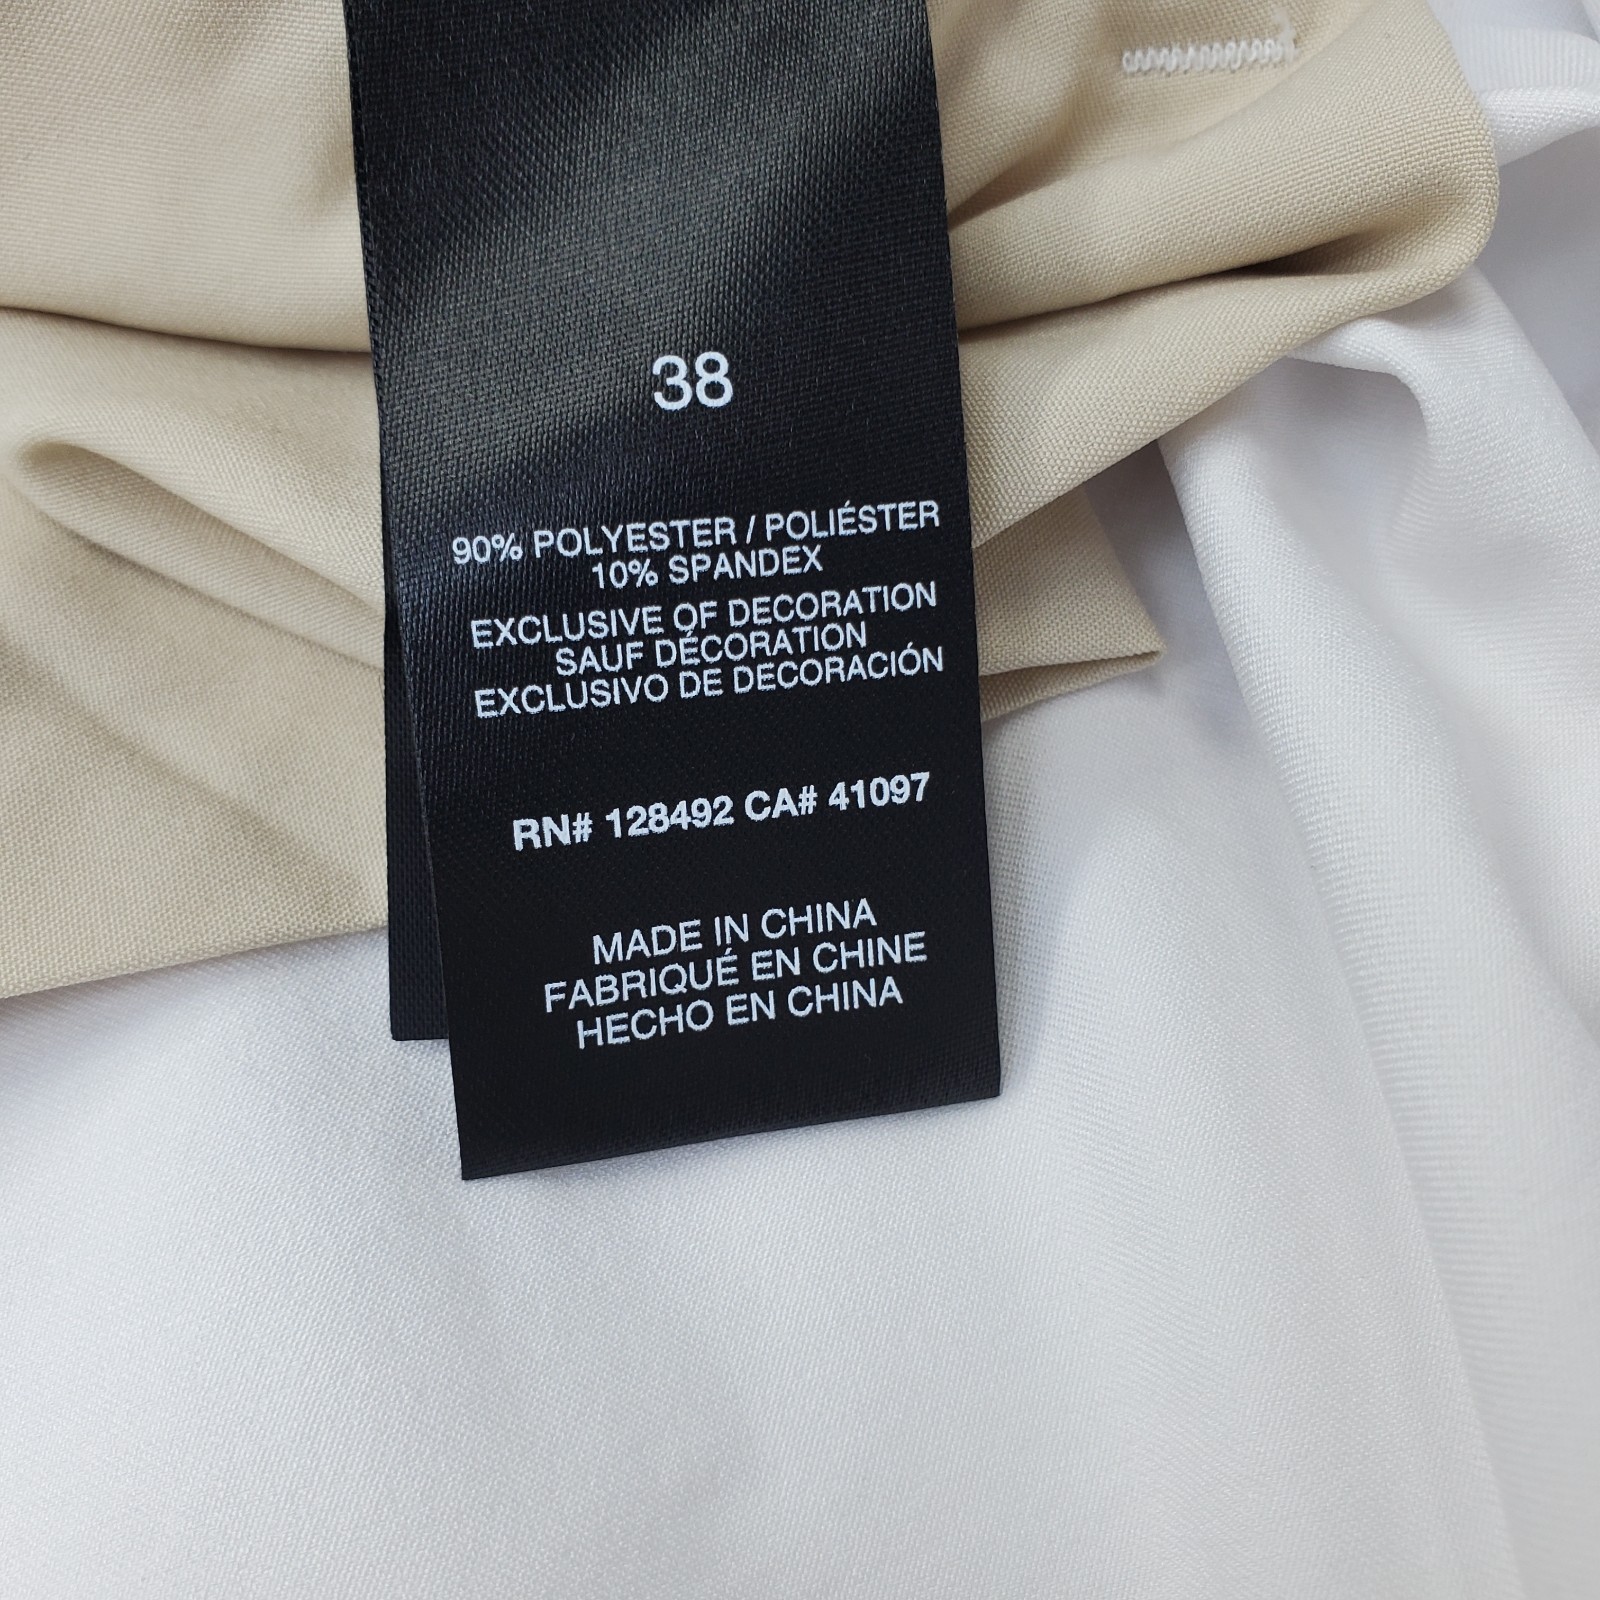 38
90% POLYESTER / POLIÉSTER
10% SPANDEX
EXCLUSIVE OF DECORATION
SAUF DÉCORATION
EXCLUSIVO DE DECORACIÓN
RN# 128492 CA# 41097
MADE IN CHINA
FABRIQUÉ EN CHINE
HECHO EN CHINA